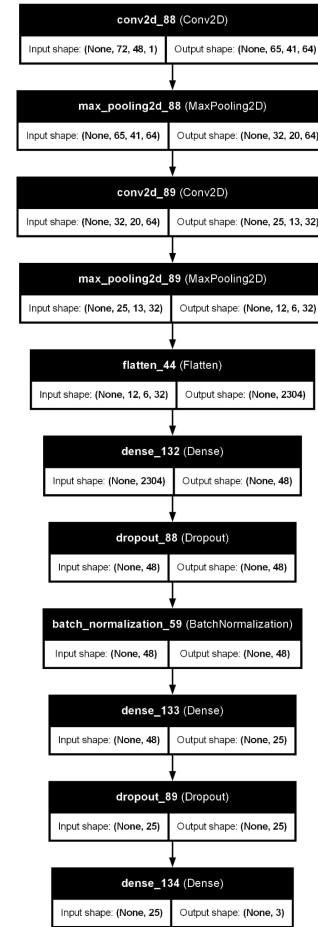 conv2d_88 (Conv2D)
Input shape: (None, 72, 48, 1) Output shape: (None, 65, 41, 64)
max_pooling2d_88 (MaxPooling2D)
Input shape: (None, 65, 41, 64) Output shape: (None, 32, 20, 64)
conv2d_89 (Conv2D)
Input shape: (None, 32, 20, 64) Output shape: (None, 25, 13, 32)
max_pooling2d_89 (MaxPooling2D)
Input shape: (None, 25, 13, 32) Output shape: (None, 12, 6, 32)
flatten_44 (Flatten)
Input shape: (None, 12, 6, 32) Output shape: (None, 2304)
dense_132 (Dense)
Input shape: (None, 2304) Output shape: (None, 48)
dropout_88 (Dropout)
Input shape: (None, 48) Output shape: (None, 48)
batch_normalization_59 (BatchNormalization)
Input shape: (None, 48) Output shape: (None, 48)
dense_133 (Dense)
Input shape: (None, 48) Output shape: (None, 25)
dropout_89 (Dropout)
Input shape: (None, 25) Output shape: (None, 25)
dense_134 (Dense)
Input shape: (None, 25) Output shape: (None, 3)